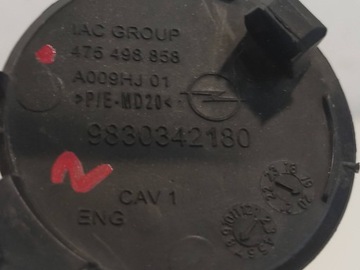 IAC GROUP
475 498 858
A009HJ 01
>P/E-MD20<
9830342180
CAV 1
ENG